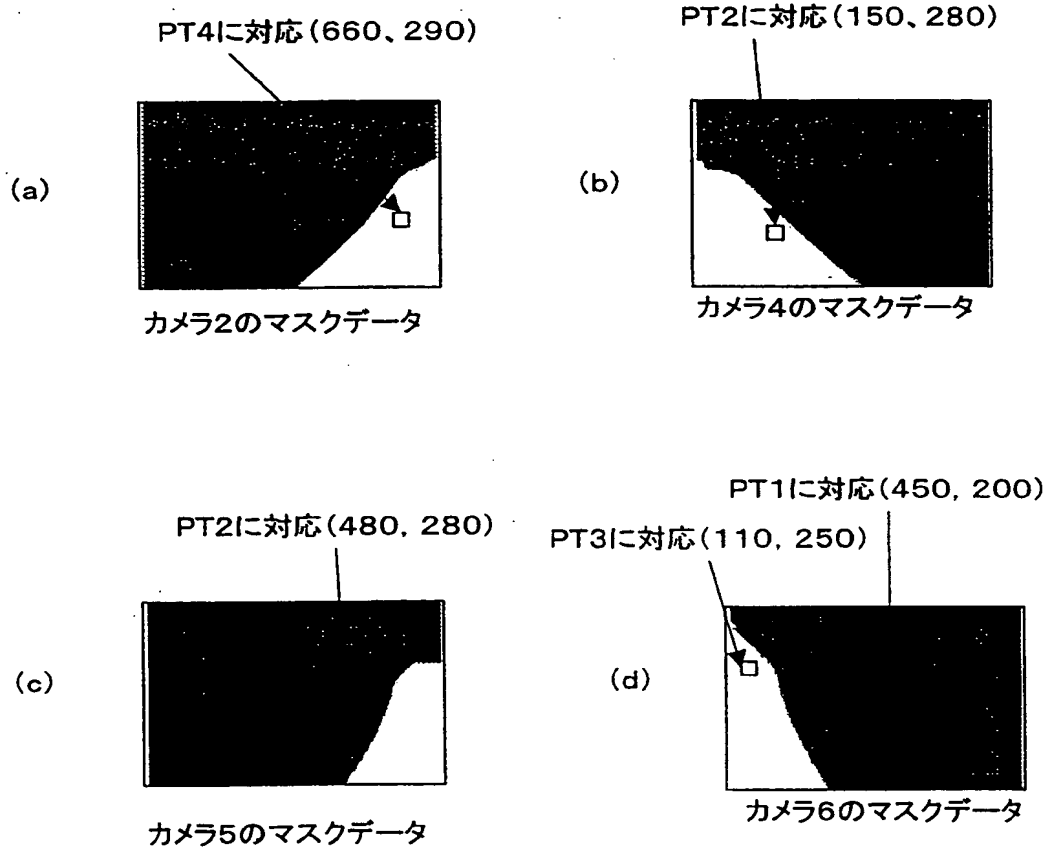 PT4に対応(660、290)
PT2に対応(150、280)
(a)
(b)
カメラ2のマスクデータ
カメラ4のマスクデータ
PT1に対応(450, 200)
PT2に対応(480, 280)
PT3に対応(110, 250)
(c)
(d)
カメラ5のマスクデータ
カメラ6のマスクデータ